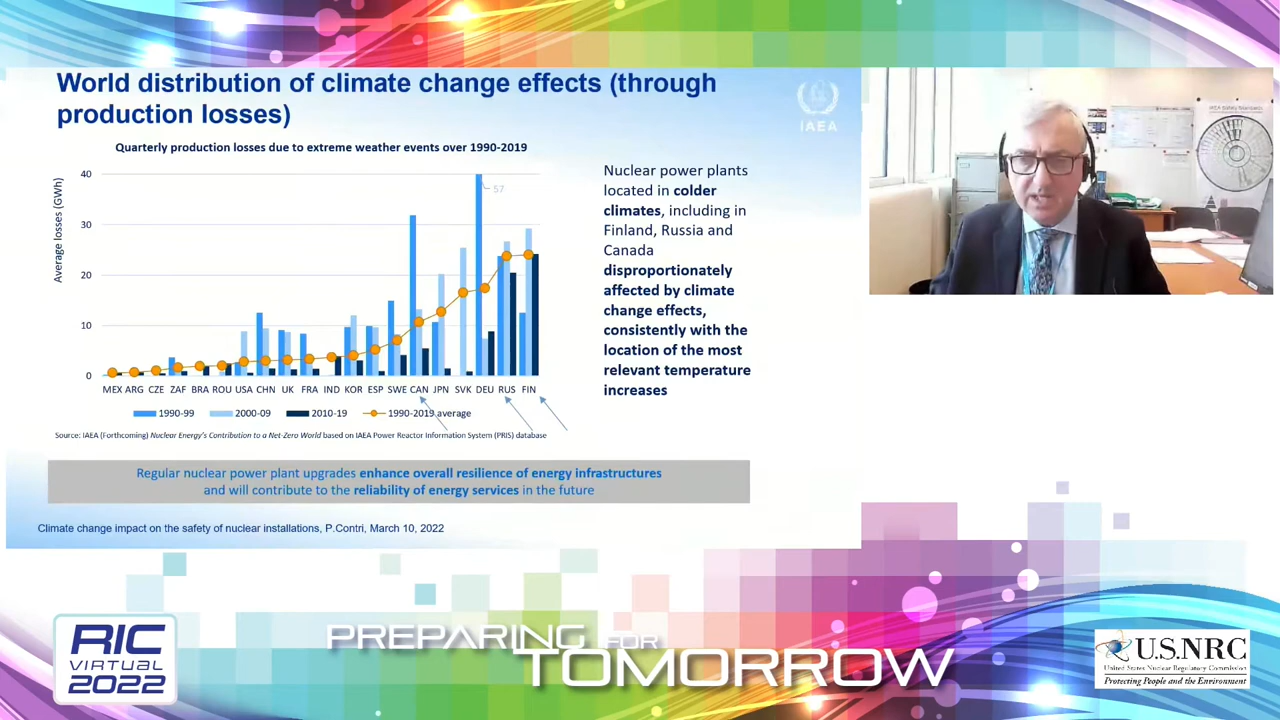 World distribution of climate change effects (through
production losses)
IAEA
Quarterly production losses due to extreme weather events over 1990-2019
Average losses (GWh)
40
30
20
10
0
57
MEX ARG CZE ZAF BRA ROU USA CHN UK FRA IND KOR ESP SWE CAN JPN SVK DEU RUS FIN
1990-99 2000-09 2010-19 1990-2019 average
Source: IAEA (Forthcoming) Nuclear Energy's Contribution to a Net-Zero World based on IAEA Power Reactor Information System (PRIS) database
Nuclear power plants
located in colder
climates, including in
Finland, Russia and
Canada
disproportionately
affected by climate
change effects,
consistently with the
location of the most
relevant temperature
increases
Regular nuclear power plant upgrades enhance overall resilience of energy infrastructures
and will contribute to the reliability of energy services in the future
Climate change impact on the safety of nuclear installations, P.Contri, March 10, 2022
IAEA SAFETY STANDARDS
RIC
VIRTUAL
2022
PREPARING FOR
TOMORROW
U.S.NRC
United States Nuclear Regulatory Commission
Protecting People and the Environment